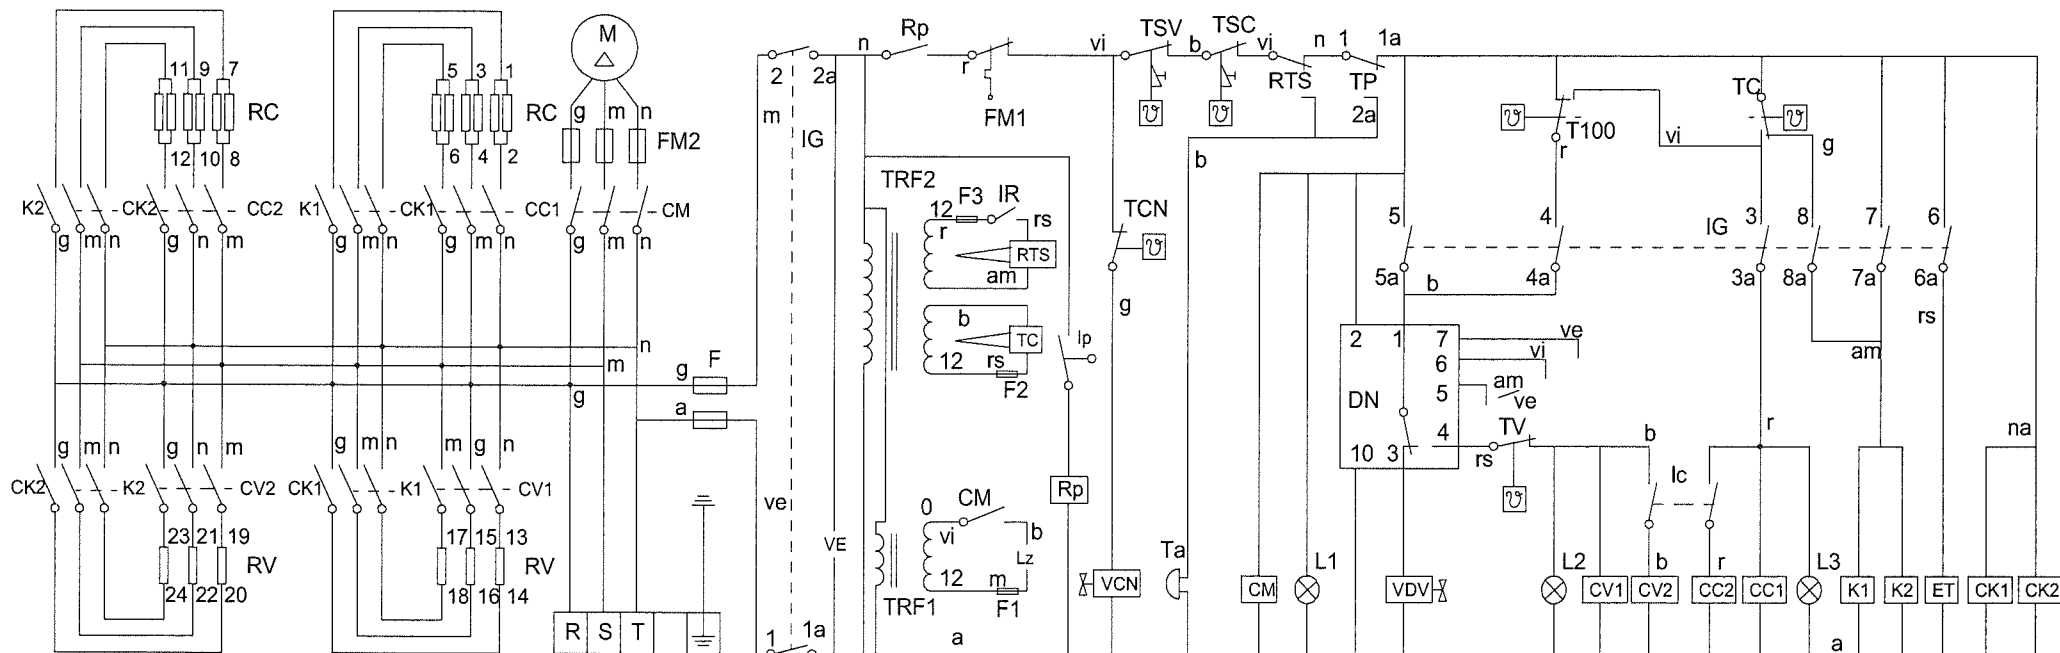 M
11 9 7
RC
12 10 8
5 3 1
RC
6 4 2
g m n
FM2
K2 CK2 CC2
g m n g n m
K1 CK1 CC1 CM
g m n g m n g m n
n
m
g
g F
a
g m n g n m
CK2 K2 CV2
g m n m g n
CK1 K1 CV1
23 21 19
RV
24 22 20
17 15 13
RV
18 16 14
R S T
2 2a
m
IG
ve
1 1a
VE
n Rp
r
FM1
vi TSV b TSC vi
RTS
n 1 1a
TP
2a
b
TRF2
12 F3 IR
r rs
RTS
am
b
TC
12 rs
F2
Ip
Rp
TRF1
0 CM
vi b
Lz
12 m
F1
a
TCN
ϑ
g
VCN
Ta
ϑ ϑ
CM
L1
5
5a
b
2 1 7 ve
6 vi
5 am
ve
DN
10 3 4
rs
TV
ϑ
VDV
ϑ T100
r
vi
4
4a
TC
ϑ
g
IG
3 8 7 6
3a 8a 7a 6a
am
rs
r
na
b
Ic
b r
L2
CV1 CV2 CC2 CC1
L3
K1 K2 ET CK1 CK2
a